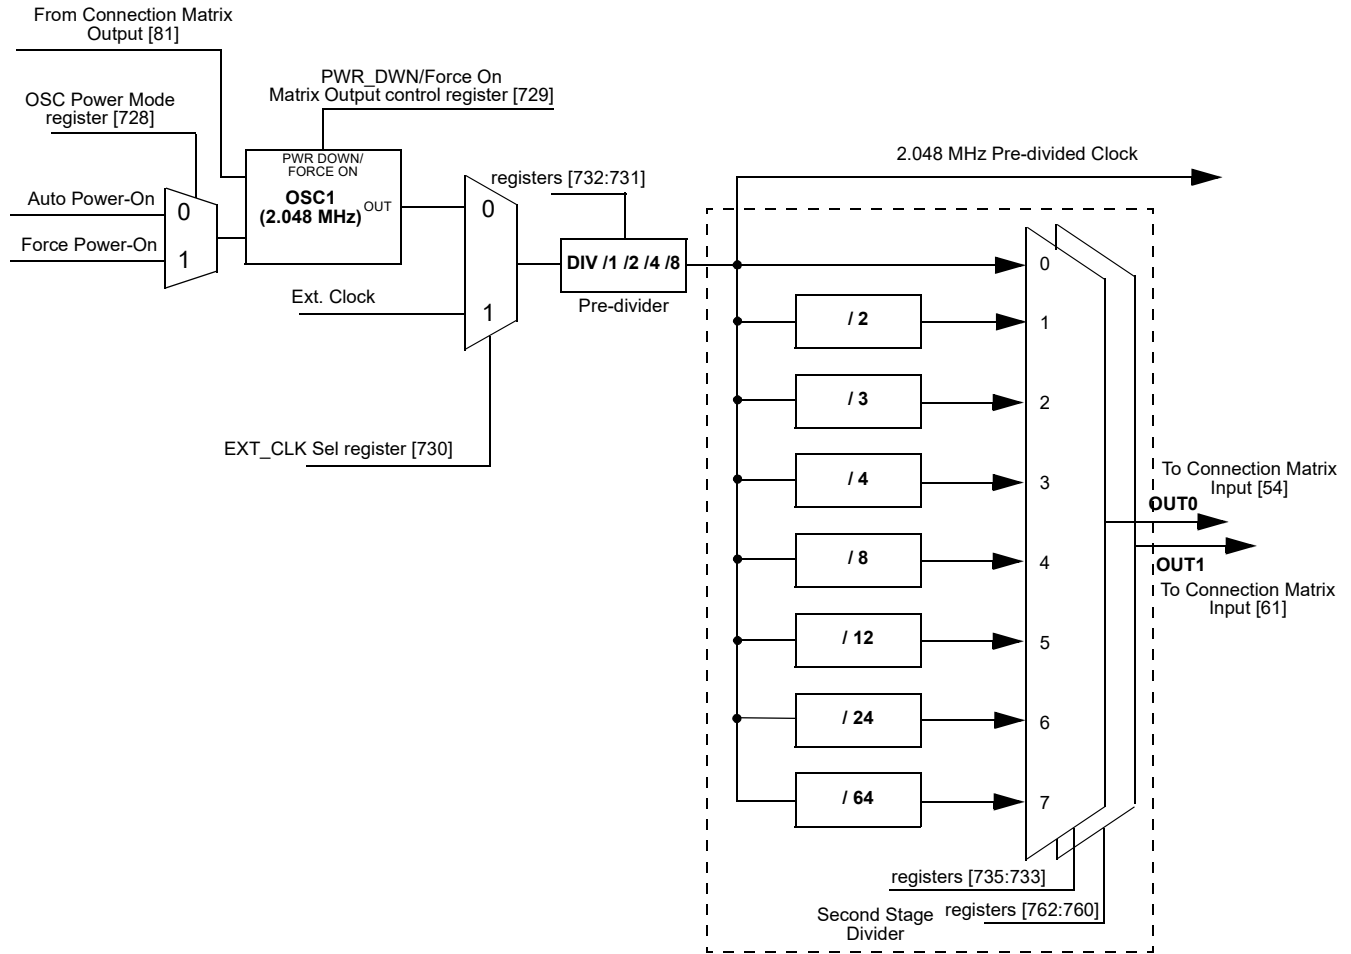 From Connection Matrix
Output [81]
PWR_DWN/Force On
Matrix Output control register [729]
OSC Power Mode
register [728]
PWR DOWN/
FORCE ON
OSC1
(2.048 MHz)
OUT
Auto Power-On
Force Power-On
0
1
Ext. Clock
0
1
EXT_CLK Sel register [730]
registers [732:731]
DIV /1 /2 /4 /8
Pre-divider
2.048 MHz Pre-divided Clock
0
/ 2
1
/ 3
2
/ 4
3
/ 8
4
/ 12
5
/ 24
6
/ 64
7
To Connection Matrix
Input [54]
OUT0
OUT1
To Connection Matrix
Input [61]
registers [735:733]
registers [762:760]
Second Stage
Divider